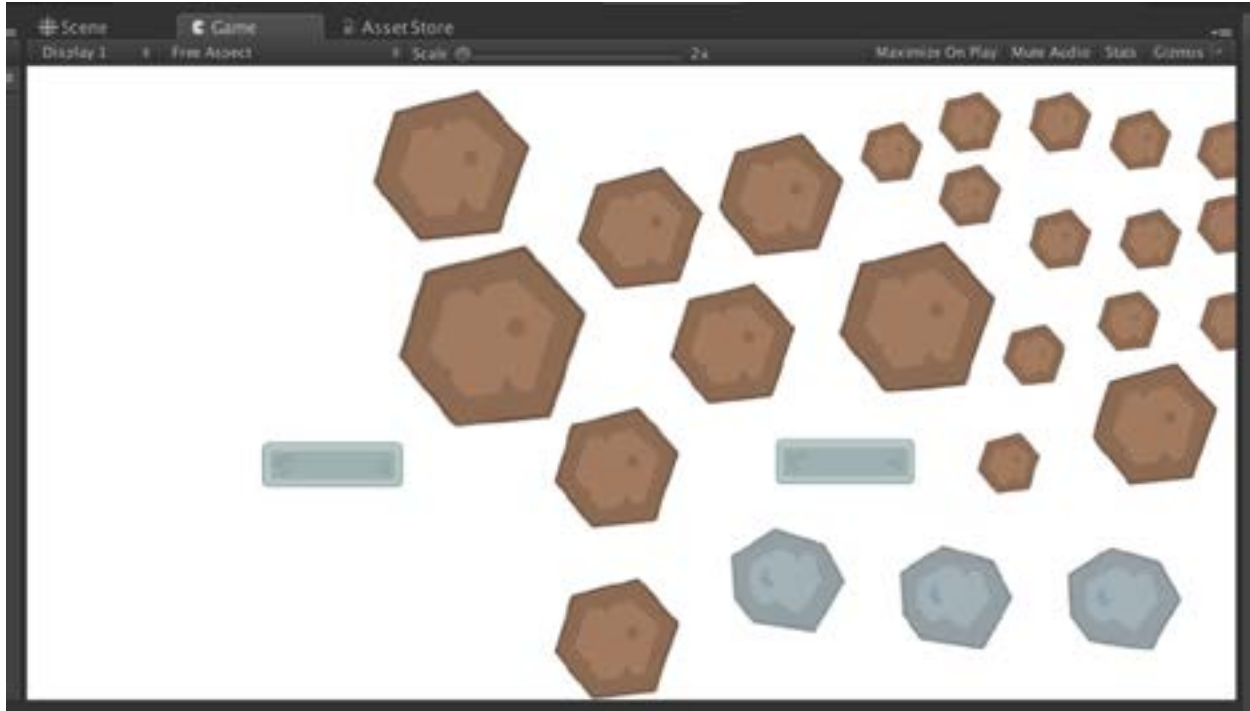 Scene Game Asset Store
Display 1 Free Aspect Scale 2x Maximize On Play Mute Audio Stats Gizmos